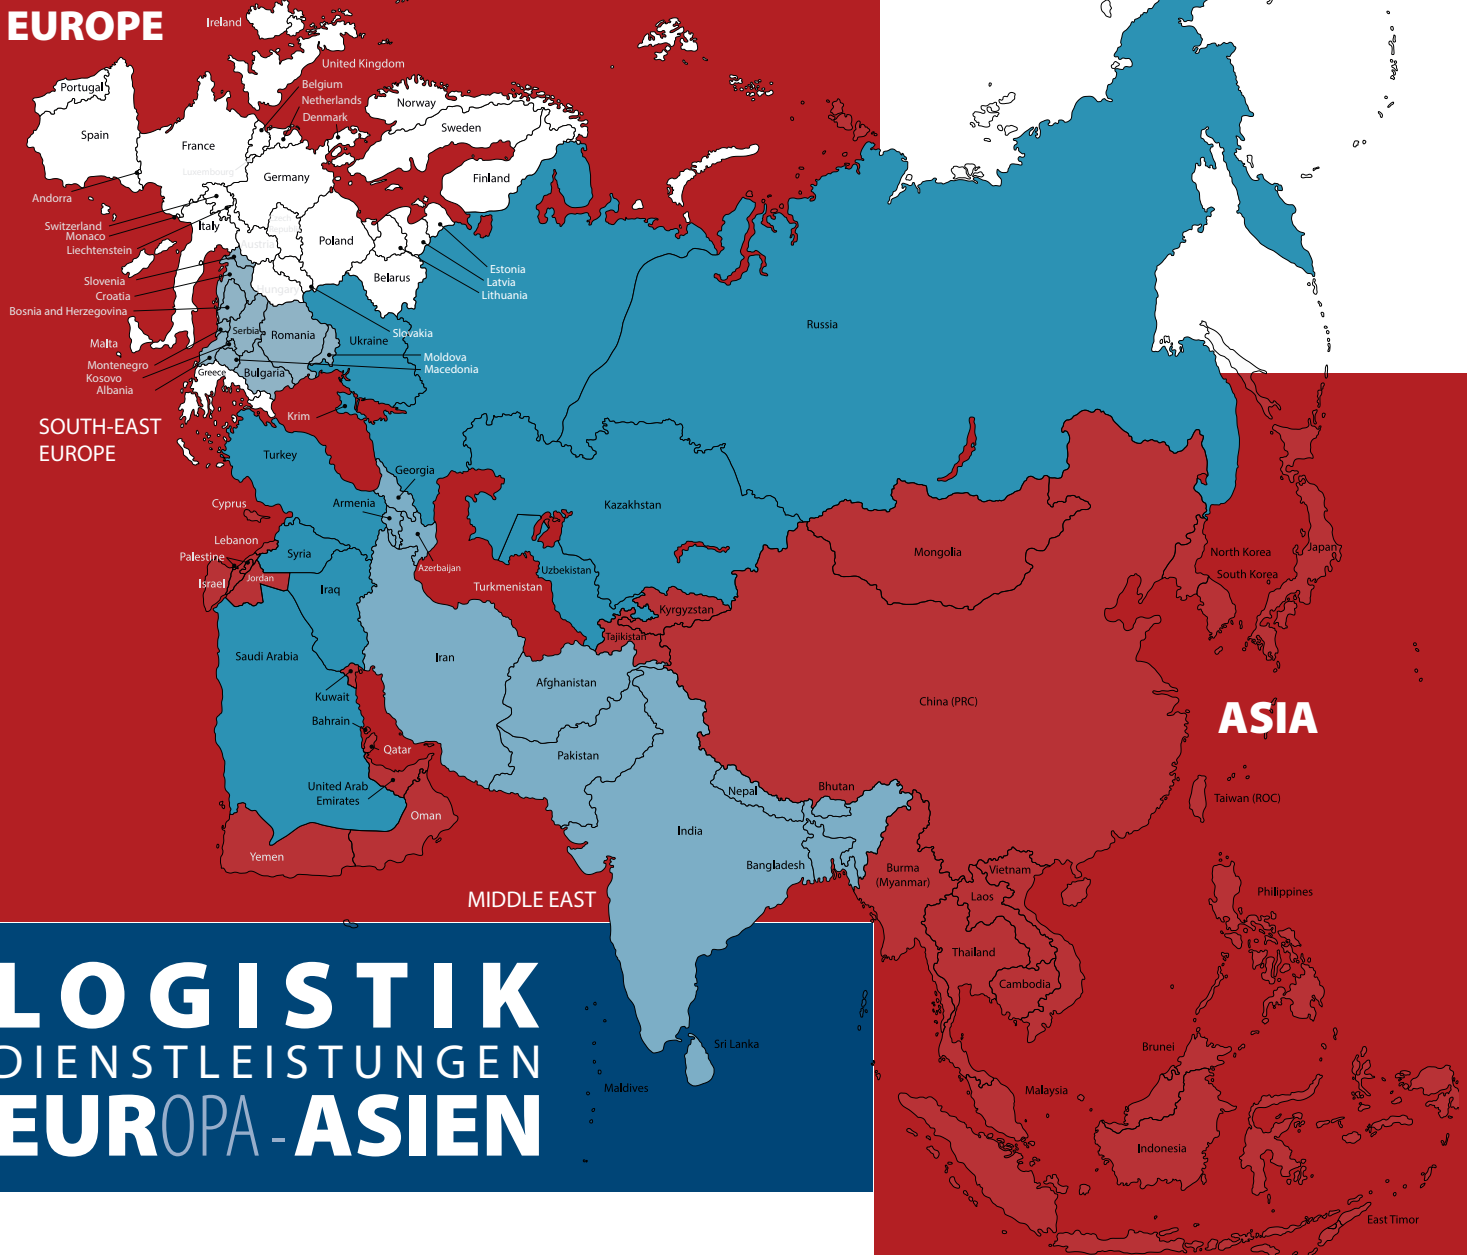 EUROPE
Ireland
United Kingdom
Belgium
Netherlands
Denmark
Portugal
Spain
France
Luxembourg
Germany
Norway
Sweden
Finland
Andorra
Switzerland
Monaco
Liechtenstein
Italy
Austria
Poland
Belarus
Hungary
Estonia
Latvia
Lithuania
Slovenia
Croatia
Bosnia and Herzegovina
Serbia
Romania
Ukraine
Slovakia
Malta
Montenegro
Kosovo
Albania
Greece
Bulgaria
Moldova
Macedonia
Krim
SOUTH-EAST
EUROPE
Russia
Turkey
Georgia
Armenia
Azerbaijan
Cyprus
Lebanon
Palestine
Israel
Jordan
Syria
Iraq
Kazakhstan
Uzbekistan
Turkmenistan
Kyrgyzstan
Tajikistan
Mongolia
North Korea
South Korea
Japan
Saudi Arabia
Iran
Afghanistan
Kuwait
Bahrain
Qatar
United Arab
Emirates
Oman
Yemen
Pakistan
China (PRC)
ASIA
Nepal
Bhutan
India
Bangladesh
Taiwan (ROC)
MIDDLE EAST
Burma
(Myanmar)
Vietnam
Laos
Thailand
Cambodia
Philippines
LOGISTIK
DIENSTLEISTUNGEN
EUROPA-ASIEN
Sri Lanka
Maldives
Brunei
Malaysia
Indonesia
East Timor